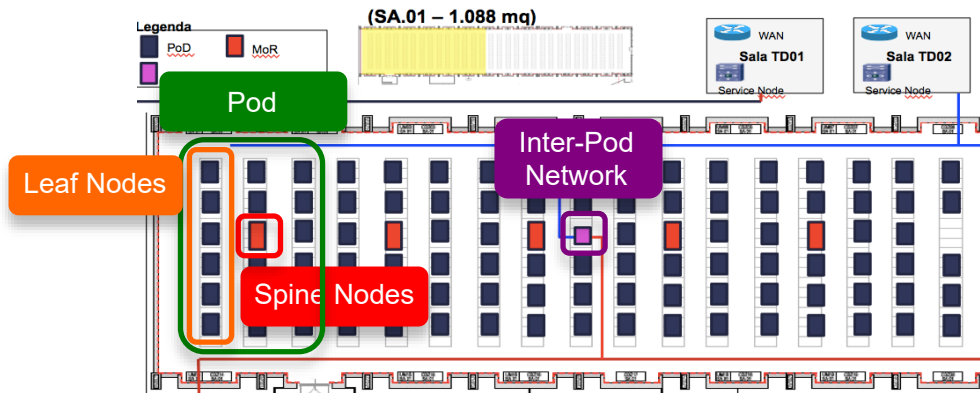 (SA.01 – 1.088 mq)
Legenda
PoD
MoR
WAN
Sala TD01
Service Node
WAN
Sala TD02
Service Node
Pod
Inter-Pod
Network
Leaf Nodes
Spine Nodes